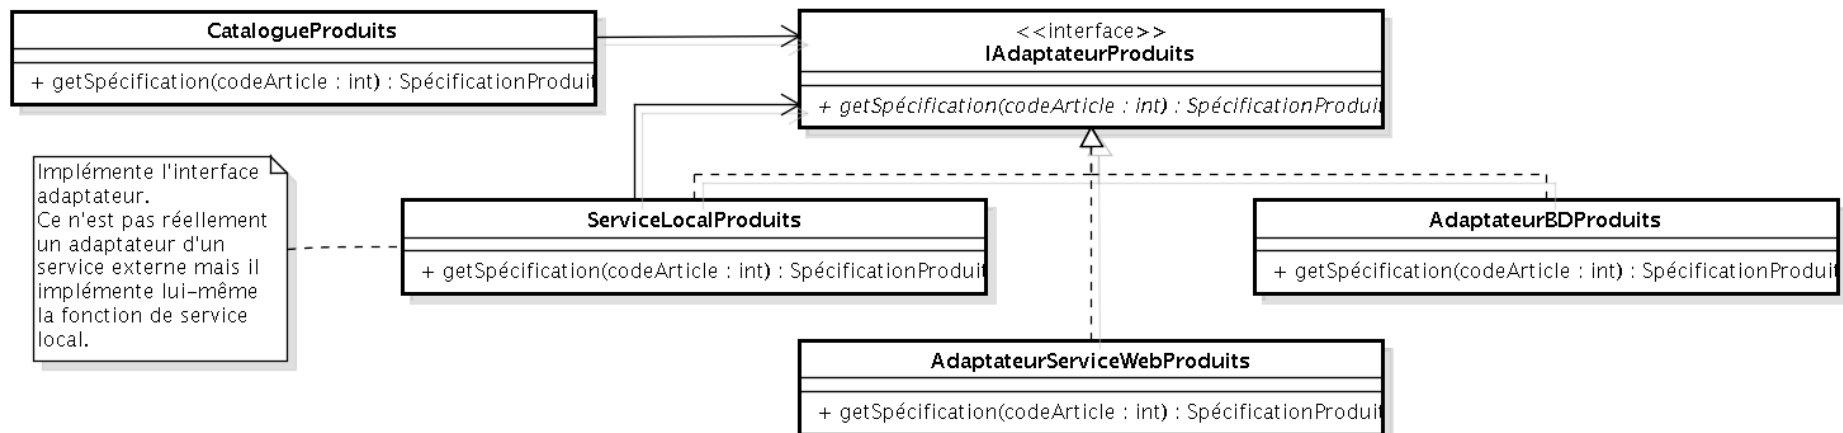 CatalogueProduits
+ getSpécification(codeArticle : int) : SpécificationProduit
<<interface>>
IAdaptateurProduits
+ getSpécification(codeArticle : int) : SpécificationProduit
Implémente l'interface
adaptateur.
Ce n'est pas réellement
un adaptateur d'un
service externe mais il
implémente lui-même
la fonction de service
local.
ServiceLocalProduits
+ getSpécification(codeArticle : int) : SpécificationProduit
AdaptateurBDProduits
+ getSpécification(codeArticle : int) : SpécificationProduit
AdaptateurServiceWebProduits
+ getSpécification(codeArticle : int) : SpécificationProduit